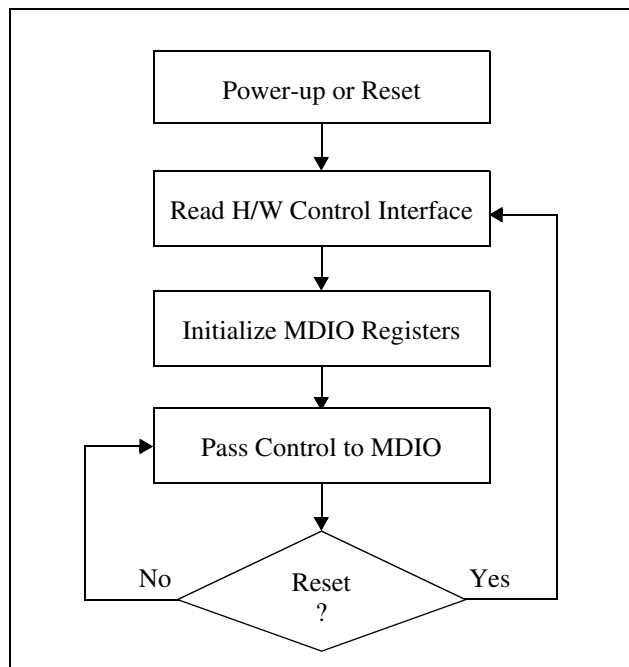 Power-up or Reset
Read H/W Control Interface
Initialize MDIO Registers
Pass Control to MDIO
No
Yes
Reset
?